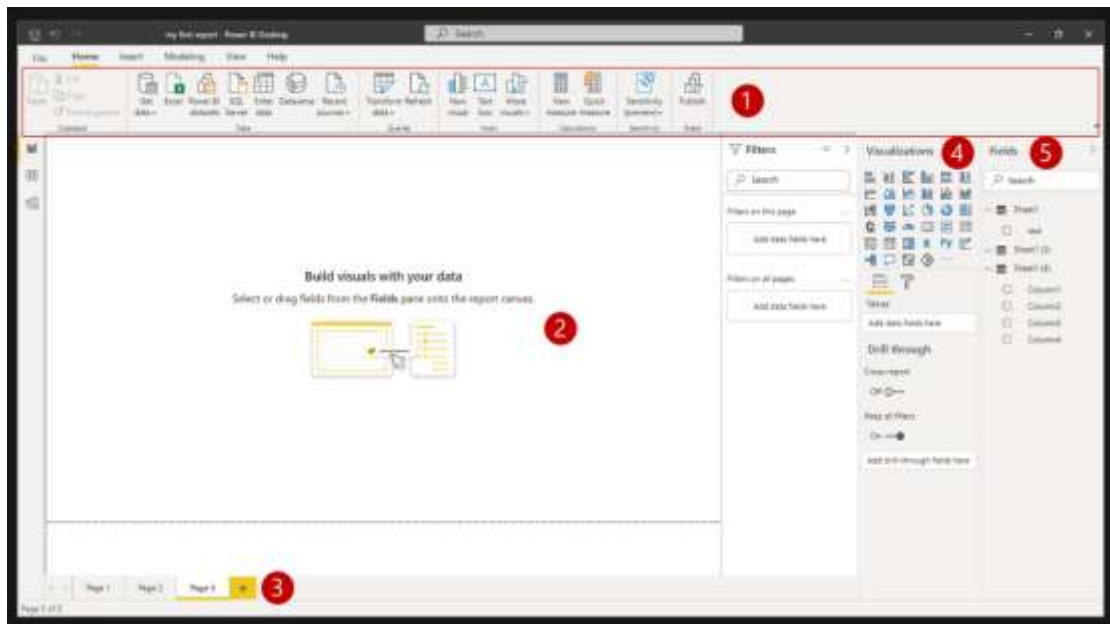 my first report - Power BI Desktop
Search
File Home Insert Modeling View Help
Get data Excel Power BI datasets SQL Server Enter data Dataverse Recent sources
Transform data Refresh
New visual Text box More visuals
New measure Quick measure
Sensitivity
Publish
Clipboard Data Queries Insert Calculations Sensitivity Share
1
Filters
Search
Filters on this page
Add data fields here
Filters on all pages
Add data fields here
Visualizations 4
Values
Add data fields here
Drill through
Cross-report
Off
Keep all filters
On
Add drill-through fields here
Fields 5
Search
Sheet1
Sheet1 (3)
Sheet1 (4)
Column1
Column2
Column3
Column4
Build visuals with your data
Select or drag fields from the Fields pane onto the report canvas.
2
Page 1 Page 2 Page 3 + 3